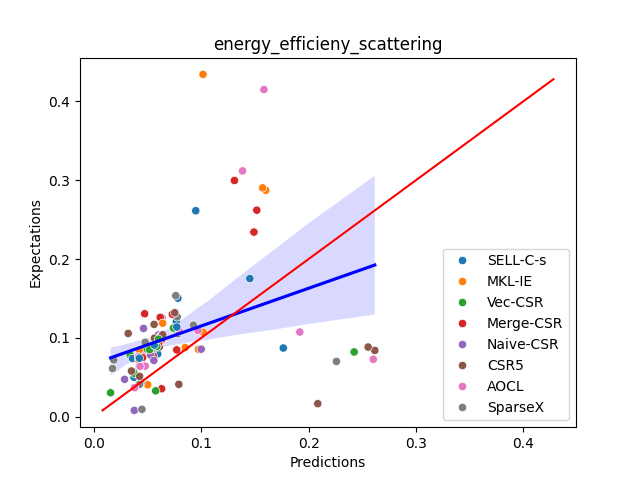 energy_efficieny_scattering
Expectations
0.4
0.3
0.2
0.1
0.0
SELL-C-s
MKL-IE
Vec-CSR
Merge-CSR
Naive-CSR
CSR5
AOCL
SparseX
0.0 0.1 0.2 0.3 0.4
Predictions